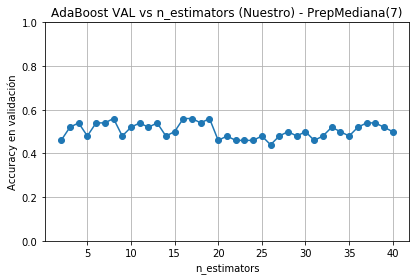 AdaBoost VAL vs n_estimators (Nuestro) - PrepMediana(7)
1.0
0.8
0.6
0.4
0.2
0.0
Accuracy en validación
5 10 15 20 25 30 35 40
n_estimators